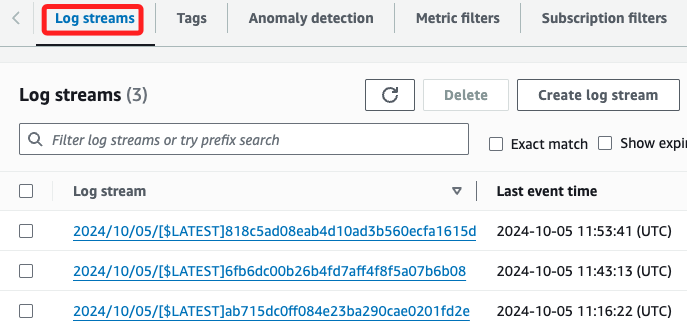 Log streams Tags Anomaly detection Metric filters Subscription filters
Log streams (3) Delete Create log stream
Filter log streams or try prefix search Exact match Show expi
Log stream Last event time
2024/10/05/[$LATEST]818c5ad08eab4d10ad3b560ecfa1615d 2024-10-05 11:53:41 (UTC)
2024/10/05/[$LATEST]6fb6dc00b26b4fd7aff4f8f5a07b6b08 2024-10-05 11:43:13 (UTC)
2024/10/05/[$LATEST]ab715dc0ff084e23ba290cae0201fd2e 2024-10-05 11:16:22 (UTC)